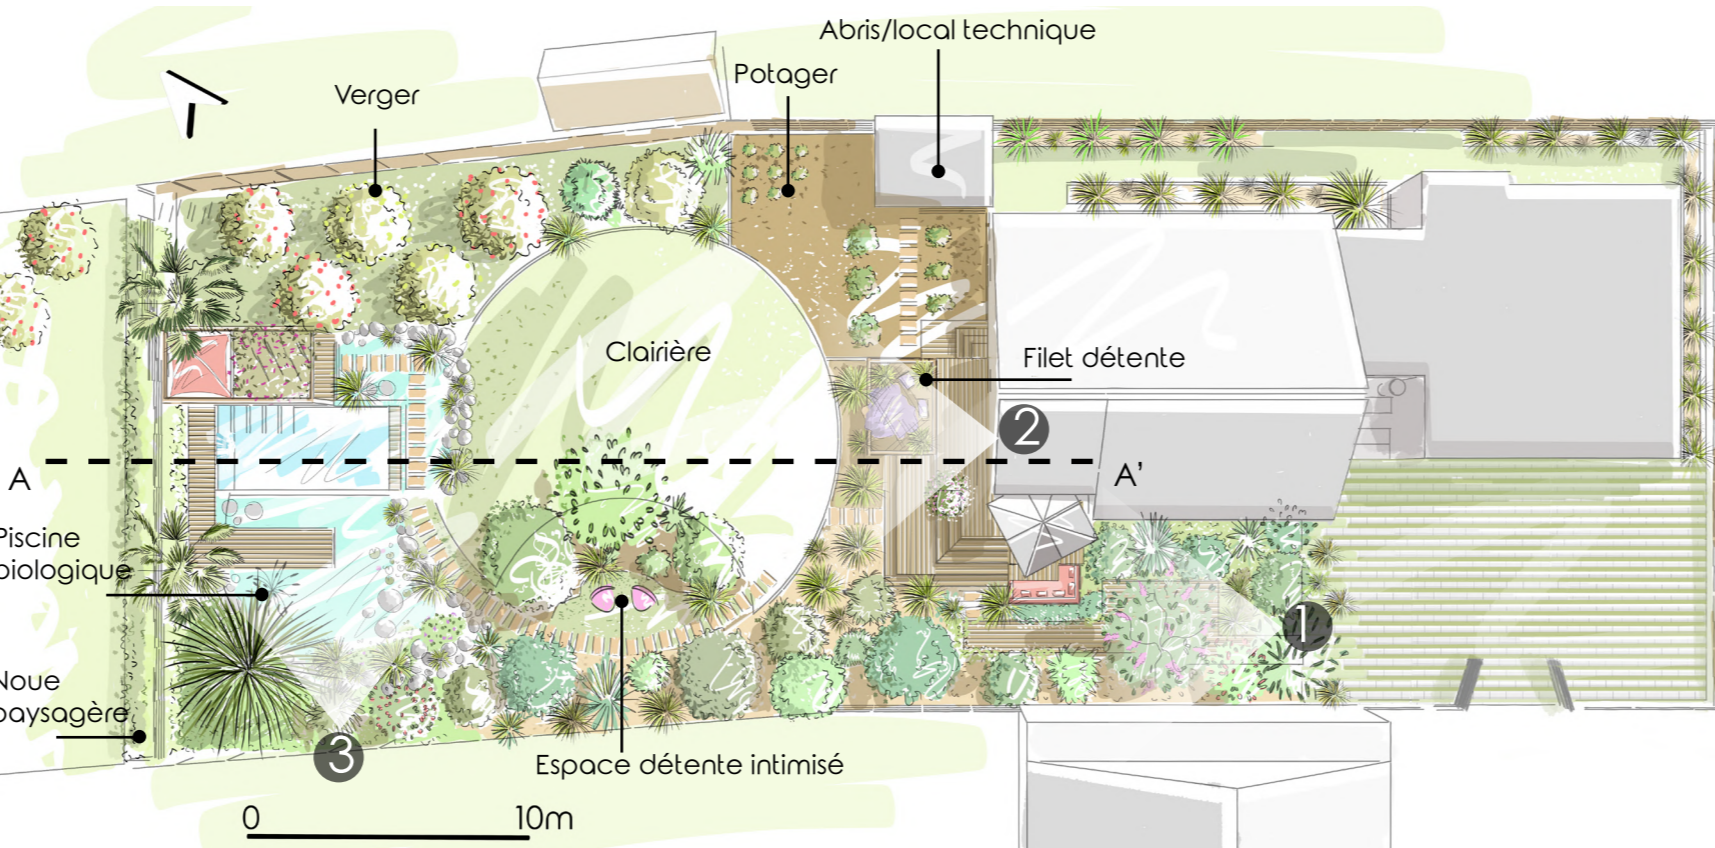 Abris/local technique
Potager
Verger
Clairière
Filet détente
2
A
A'
Piscine
biologique
1
Noue
paysagère
3
Espace détente intimisé
0 10m